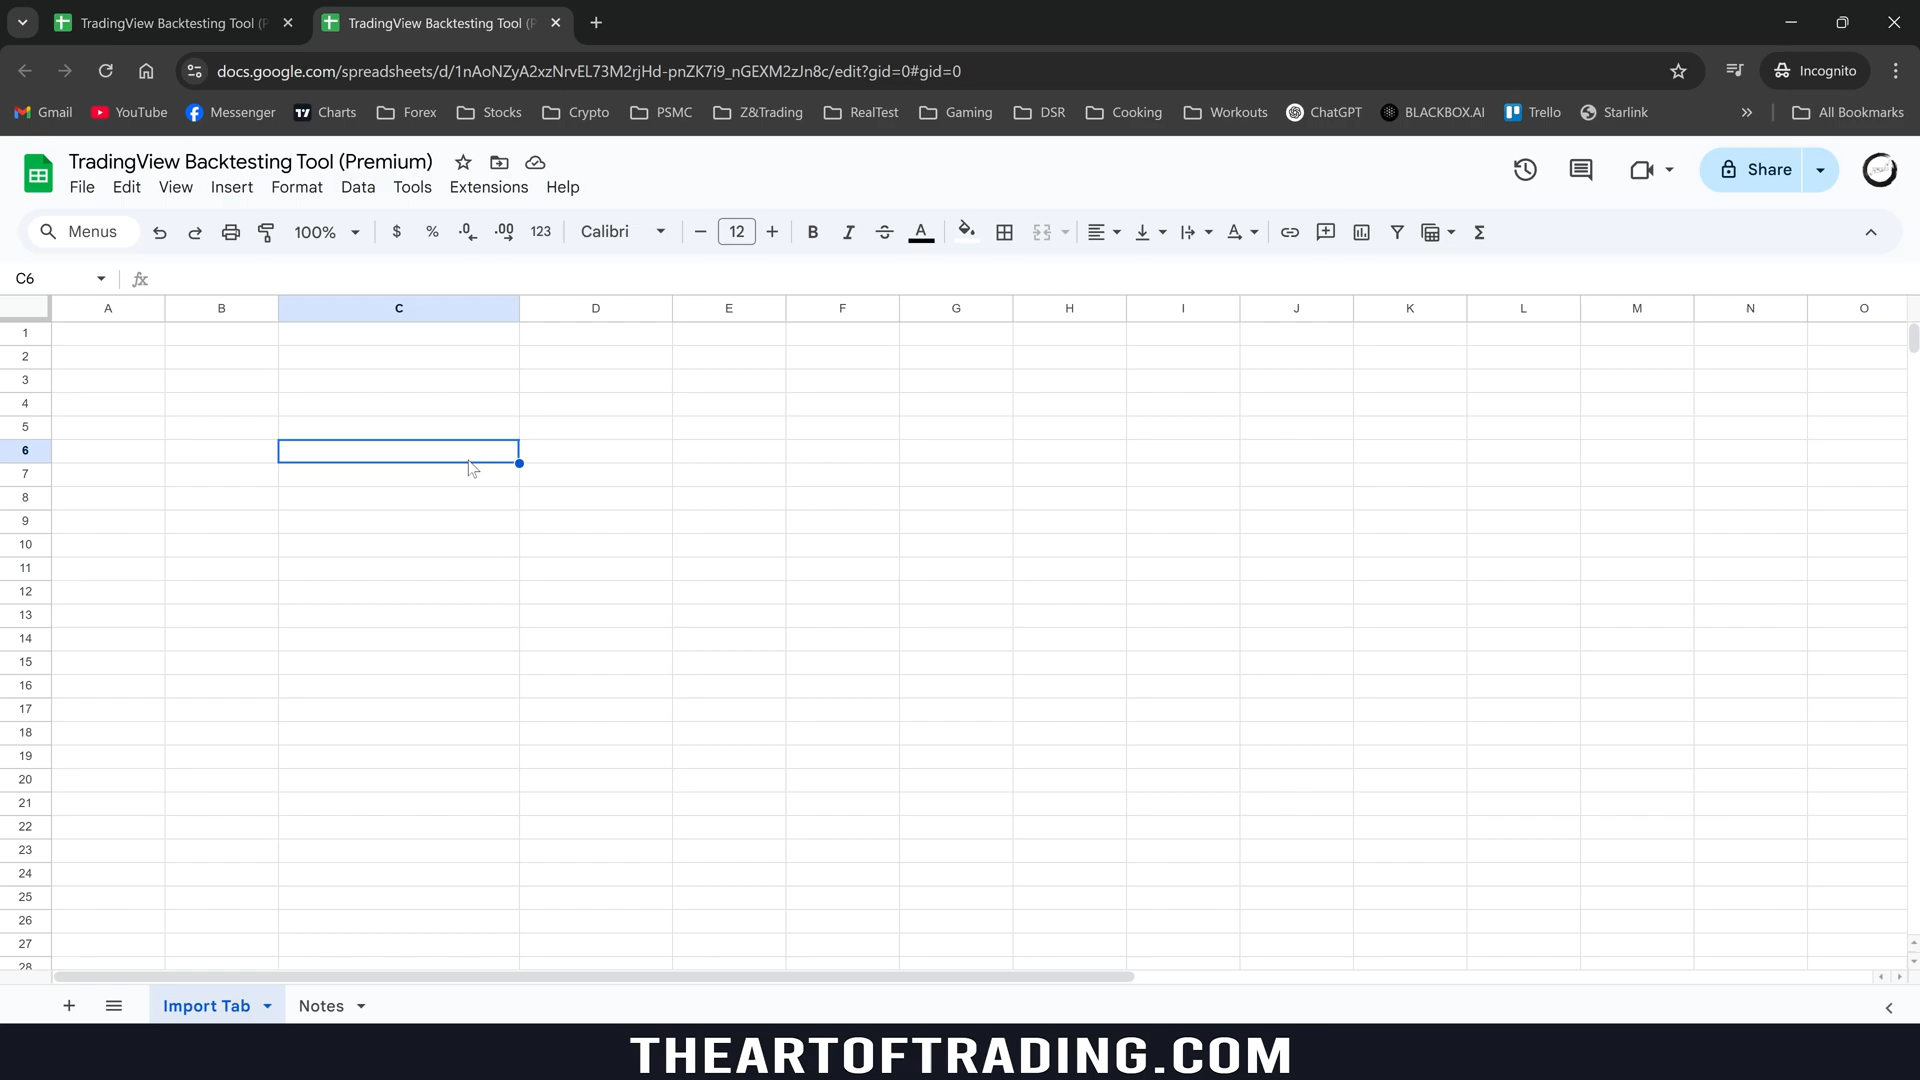 TradingView Backtesting Tool (P
TradingView Backtesting Tool (P
docs.google.com/spreadsheets/d/1nAoNZyA2xzNrvEL73M2rjHd-pnZK7i9_nGEXM2zJn8c/edit?gid=0#gid=0
Incognito
Gmail YouTube Messenger Charts Forex Stocks Crypto PSMC Z&Trading RealTest Gaming DSR Cooking Workouts ChatGPT BLACKBOX.AI Trello Starlink » All Bookmarks
TradingView Backtesting Tool (Premium)
File Edit View Insert Format Data Tools Extensions Help
Share
Menus 100% $ % .0 .00 123 Calibri 12 B I A Σ
C6 fx
A B C D E F G H I J K L M N O
1
2
3
4
5
6
7
8
9
10
11
12
13
14
15
16
17
18
19
20
21
22
23
24
25
26
27
28
Import Tab Notes
THEARTOFTRADING.COM